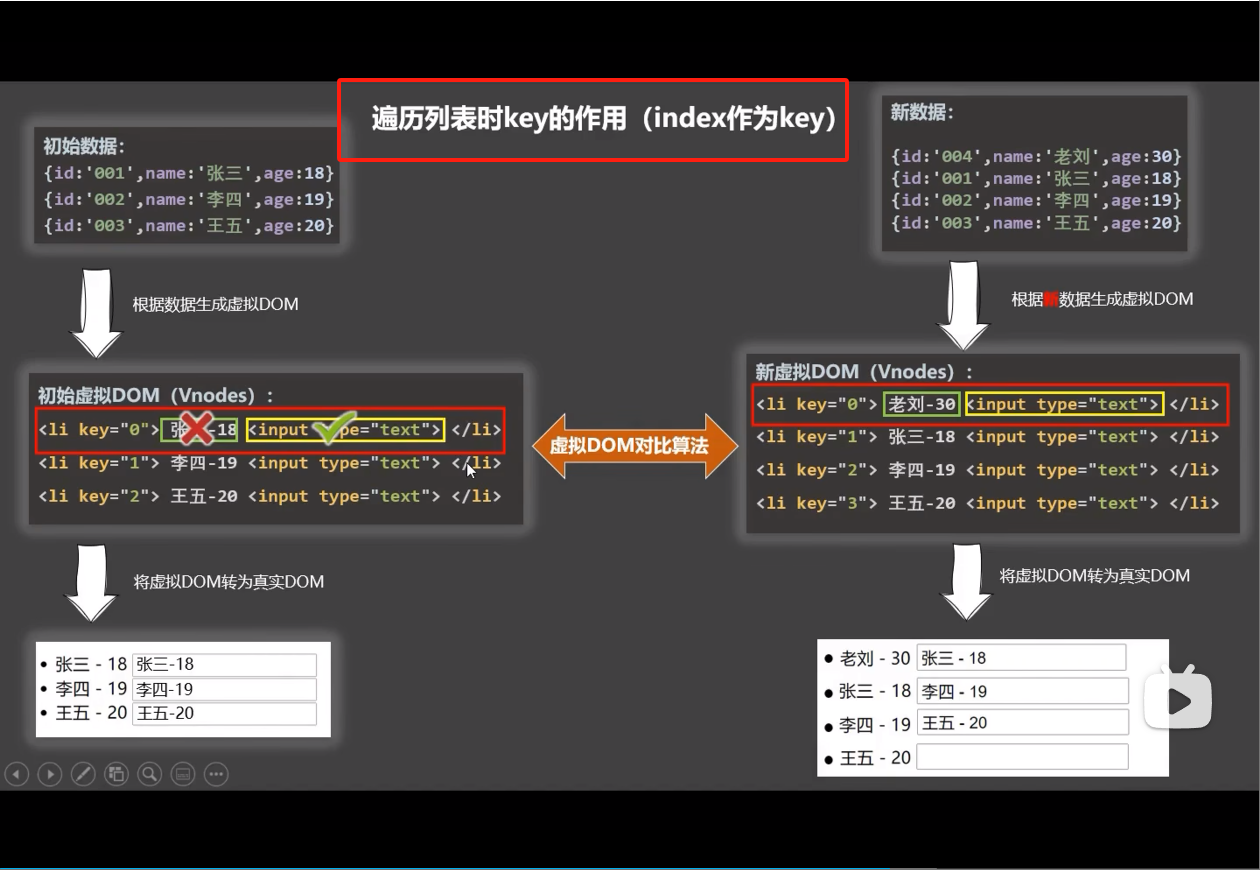 遍历列表时key的作用（index作为key）
初始数据：
{id:'001',name:'张三',age:18}
{id:'002',name:'李四',age:19}
{id:'003',name:'王五',age:20}
根据数据生成虚拟DOM
初始虚拟DOM（Vnodes）：
<li key="0"> 张三-18 <input type="text"> </li>
<li key="1"> 李四-19 <input type="text"> </li>
<li key="2"> 王五-20 <input type="text"> </li>
将虚拟DOM转为真实DOM
• 张三 - 18 张三-18
• 李四 - 19 李四-19
• 王五 - 20 王五-20
虚拟DOM对比算法
新数据：
{id:'004',name:'老刘',age:30}
{id:'001',name:'张三',age:18}
{id:'002',name:'李四',age:19}
{id:'003',name:'王五',age:20}
根据新数据生成虚拟DOM
新虚拟DOM（Vnodes）：
<li key="0"> 老刘-30 <input type="text"> </li>
<li key="1"> 张三-18 <input type="text"> </li>
<li key="2"> 李四-19 <input type="text"> </li>
<li key="3"> 王五-20 <input type="text"> </li>
将虚拟DOM转为真实DOM
• 老刘 - 30 张三 - 18
• 张三 - 18 李四 - 19
• 李四 - 19 王五 - 20
• 王五 - 20